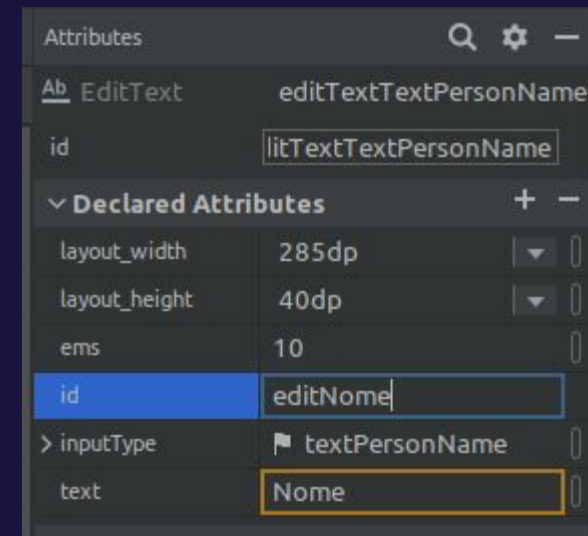 Attributes
Ab EditText editTextTextPersonName
id litTextTextPersonName
Declared Attributes
layout_width 285dp
layout_height 40dp
ems 10
id editNome
inputType textPersonName
text Nome